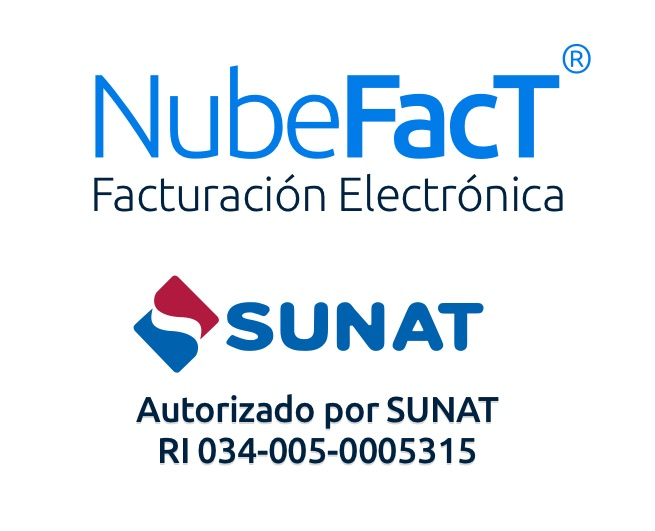 NubeFacT®
Facturación Electrónica
SUNAT
Autorizado por SUNAT
RI 034-005-0005315